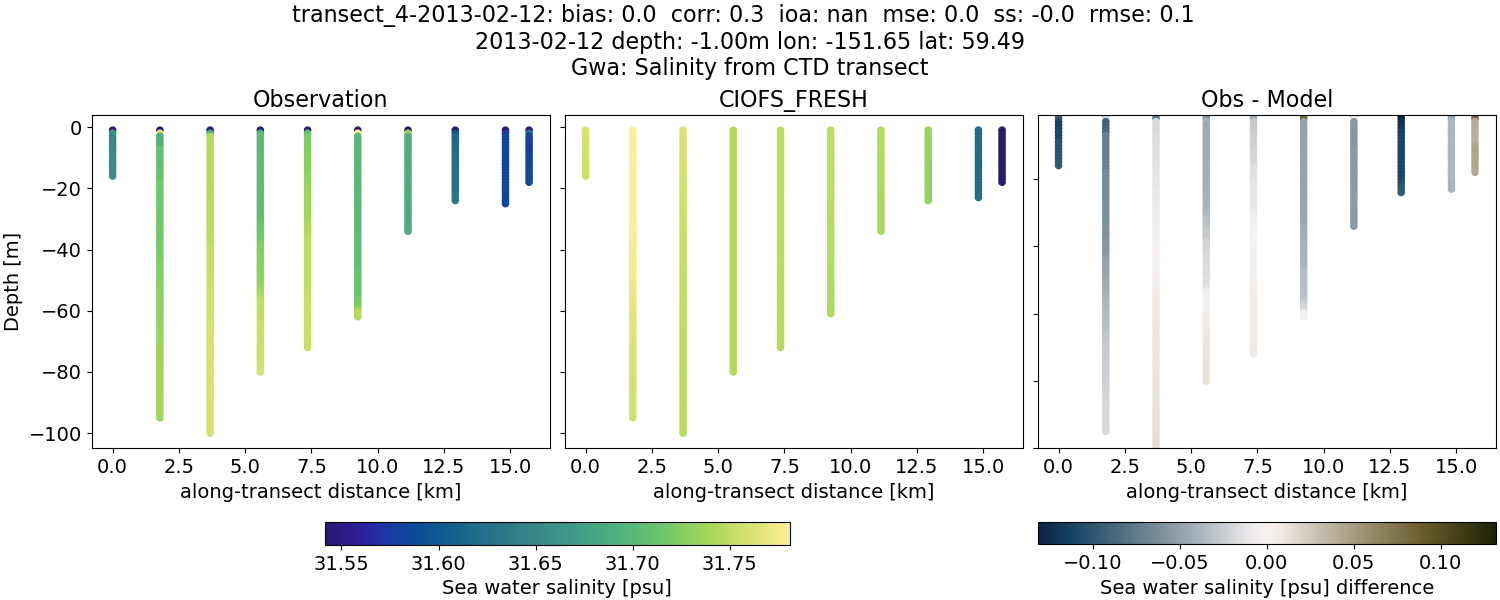 transect_4-2013-02-12: bias: 0.0  corr: 0.3  ioa: nan  mse: 0.0  ss: -0.0  rmse: 0.1
2013-02-12 depth: -1.00m lon: -151.65 lat: 59.49
Gwa: Salinity from CTD transect
Observation
CIOFS_FRESH
Obs - Model
Depth [m]
0
−20
−40
−60
−80
−100
0.0 2.5 5.0 7.5 10.0 12.5 15.0
0.0 2.5 5.0 7.5 10.0 12.5 15.0
0.0 2.5 5.0 7.5 10.0 12.5 15.0
along-transect distance [km]
along-transect distance [km]
along-transect distance [km]
31.55 31.60 31.65 31.70 31.75
Sea water salinity [psu]
−0.10 −0.05 0.00 0.05 0.10
Sea water salinity [psu] difference